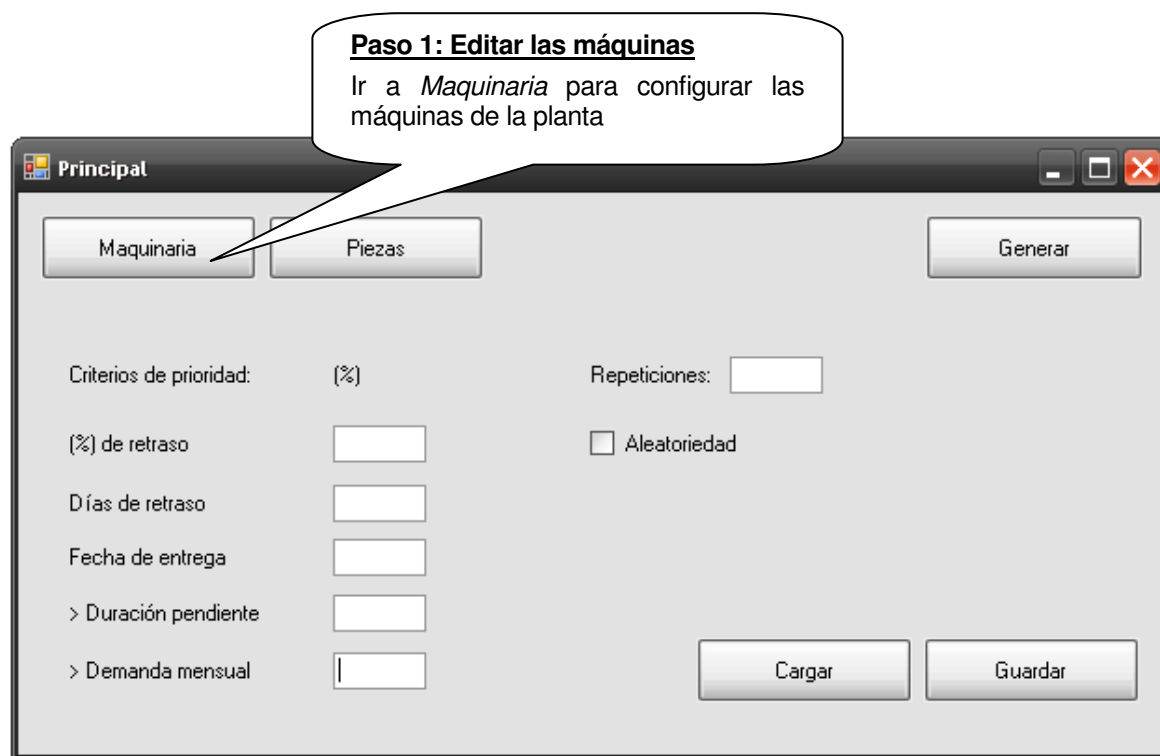 Paso 1: Editar las máquinas
Ir a Maquinaria para configurar las
máquinas de la planta
Principal
Maquinaria
Piezas
Generar
Criterios de prioridad:
(%)
Repeticiones:
(%) de retraso
Aleatoriedad
Días de retraso
Fecha de entrega
> Duración pendiente
> Demanda mensual
Cargar
Guardar